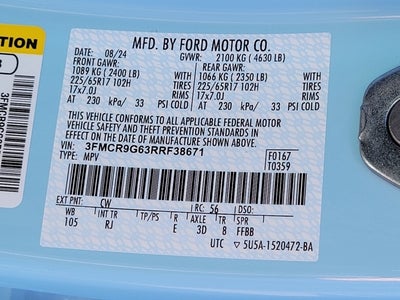 MFD. BY FORD MOTOR CO.
DATE: 08/24 GVWR: 2100 KG ( 4630 LB)
FRONT GAWR: REAR GAWR:
1089 KG ( 2400 LB) WITH 1066 KG ( 2350 LB) WITH
225/65R17 102H TIRES 225/65R17 102H TIRES
17x7.0J RIMS 17x7.0J RIMS
AT 230 kPa/ 33 PSI COLD AT 230 kPa/ 33 PSI COLD
THIS VEHICLE CONFORMS TO ALL APPLICABLE FEDERAL MOTOR
VEHICLE SAFETY AND THEFT PREVENTION STANDARDS IN
EFFECT ON THE DATE OF MANUFACTURE SHOWN ABOVE.
VIN: 3FMCR9G63RRF38671 F0167
TYPE: MPV T0359
EXT PNT: CW RC: 56 DSO:
WB INT TR TP/PS R AXLE TR SPR
105 RJ E 3D 8 FFBB
UTC ▽ 5U5A-1520472-BA